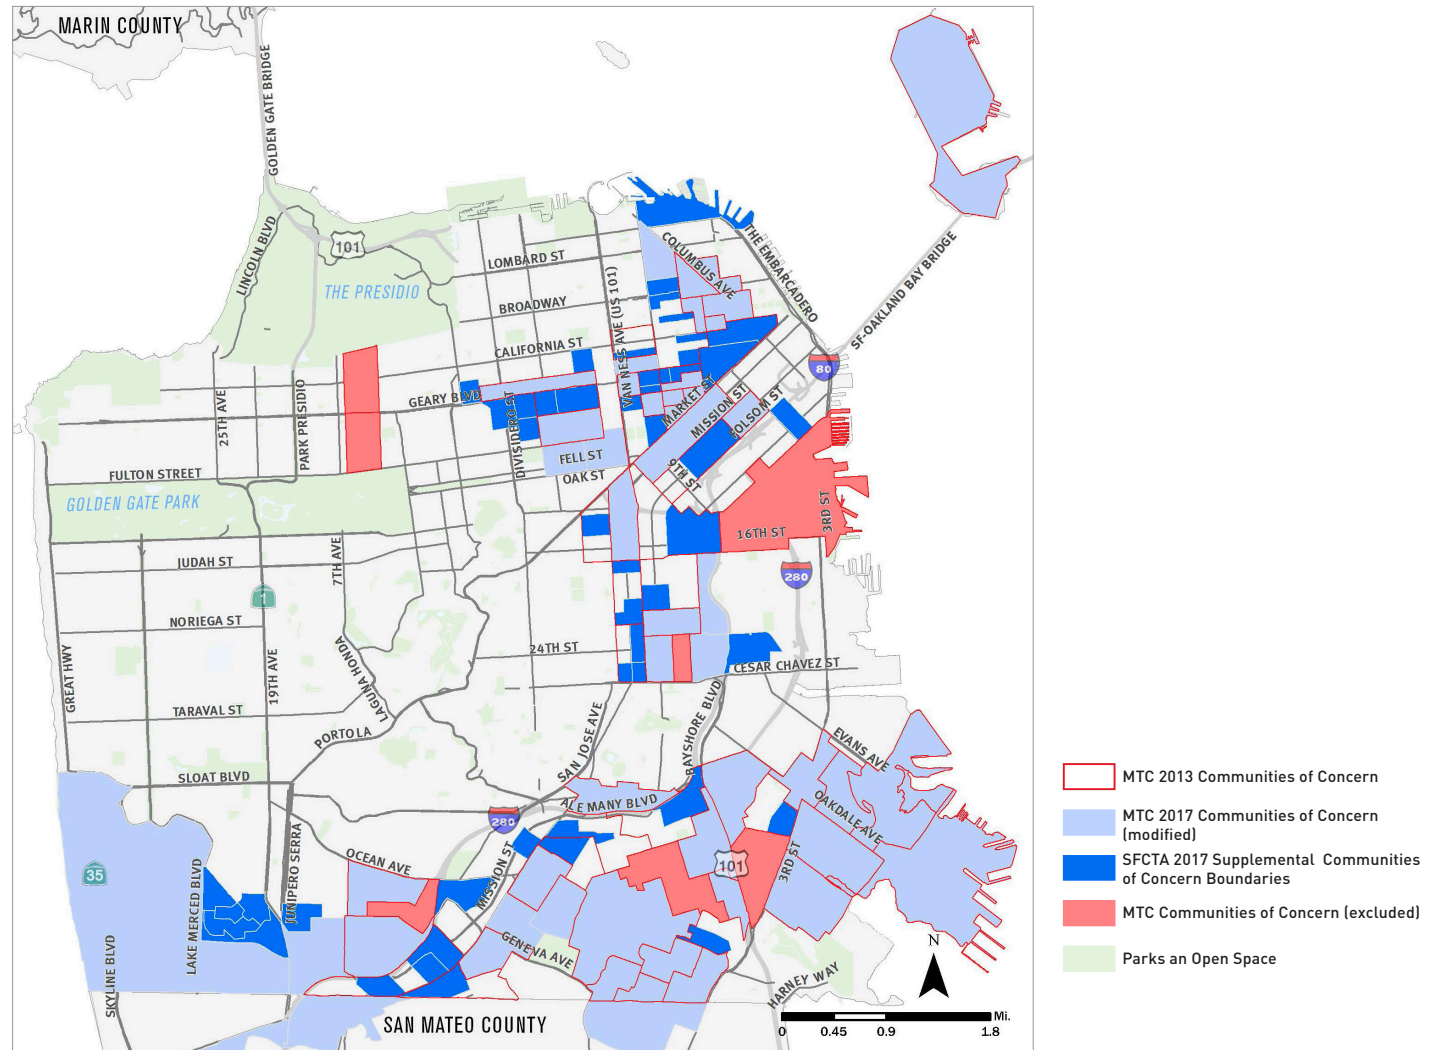 MARIN COUNTY
GOLDEN GATE BRIDGE
LINCOLN BLVD
101
THE PRESIDIO
LOMBARD ST
BROADWAY
CALIFORNIA ST
VAN NESS AVE (US 101)
COLUMBUS AVE
THE EMBARCADERO
SF-OAKLAND BAY BRIDGE
80
25TH AVE
PARK PRESIDIO
GEARY BLVD
DIVISIDERO ST
MARKET ST
MISSION ST
FOLSOM ST
9TH ST
FELL ST
OAK ST
FULTON STREET
GOLDEN GATE PARK
3RD ST
16TH ST
280
JUDAH ST
7TH AVE
1
NORIEGA ST
24TH ST
CESAR CHAVEZ ST
GREAT HWY
19TH AVE
LAGUNA HONDA
TARAVAL ST
PORTOLA
SAN JOSE AVE
BAYSHORE BLVD
EVANS AVE
SLOAT BLVD
ALEMANY BLVD
OAKDALE AVE
280
35
JUNIPERO SERRA
OCEAN AVE
MISSION ST
101
3RD ST
LAKE MERCED BLVD
SKYLINE BLVD
GENEVA AVE
HARNEY WAY
SAN MATEO COUNTY
N
Mi.
0 0.45 0.9 1.8
MTC 2013 Communities of Concern
MTC 2017 Communities of Concern
(modified)
SFCTA 2017 Supplemental Communities
of Concern Boundaries
MTC Communities of Concern (excluded)
Parks an Open Space